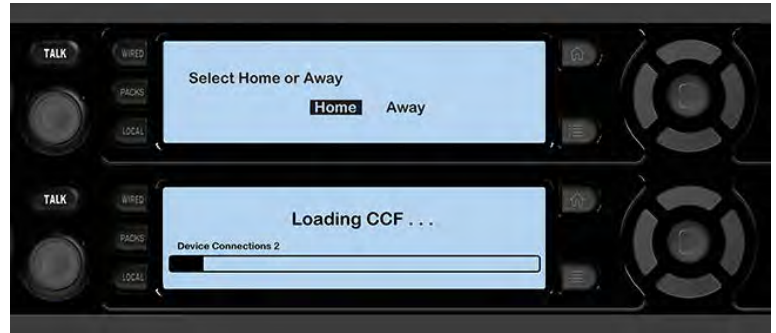 TALK
WIRED
PACKS
LOCAL
Select Home or Away
Home Away
TALK
WIRED
PACKS
LOCAL
Loading CCF . . .
Device Connections 2